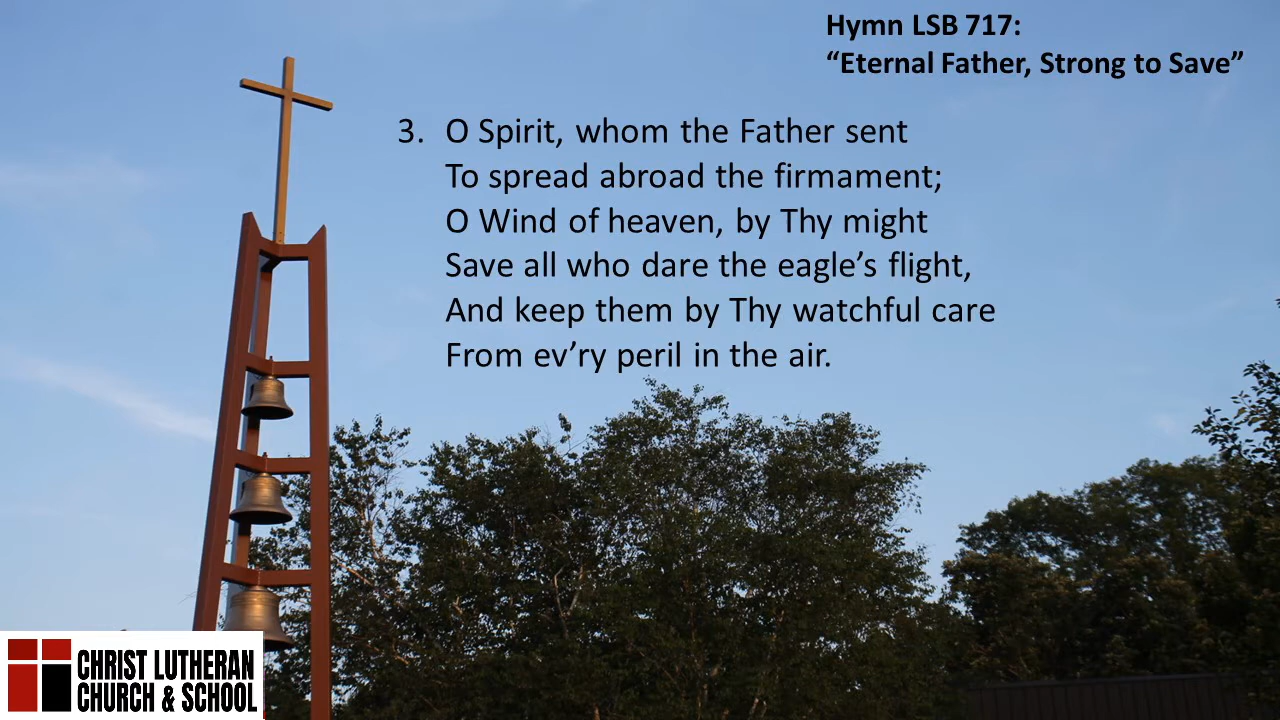 Hymn LSB 717:
“Eternal Father, Strong to Save”
3. O Spirit, whom the Father sent
To spread abroad the firmament;
O Wind of heaven, by Thy might
Save all who dare the eagle’s flight,
And keep them by Thy watchful care
From ev’ry peril in the air.
CHRIST LUTHERAN
CHURCH & SCHOOL